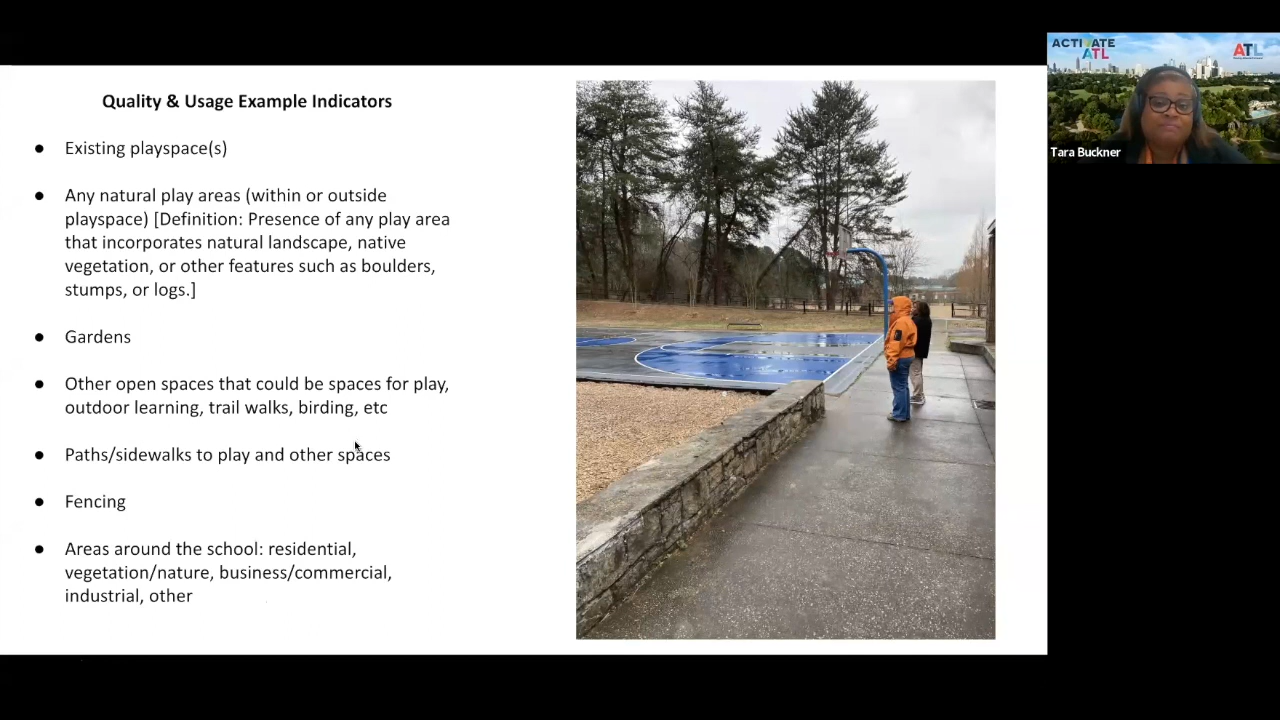 Quality & Usage Example Indicators
● Existing playspace(s)
● Any natural play areas (within or outside
playspace) [Definition: Presence of any play area
that incorporates natural landscape, native
vegetation, or other features such as boulders,
stumps, or logs.]
● Gardens
● Other open spaces that could be spaces for play,
outdoor learning, trail walks, birding, etc
● Paths/sidewalks to play and other spaces
● Fencing
● Areas around the school: residential,
vegetation/nature, business/commercial,
industrial, other
ACTIVATE
ATL
ATL
Tara Buckner